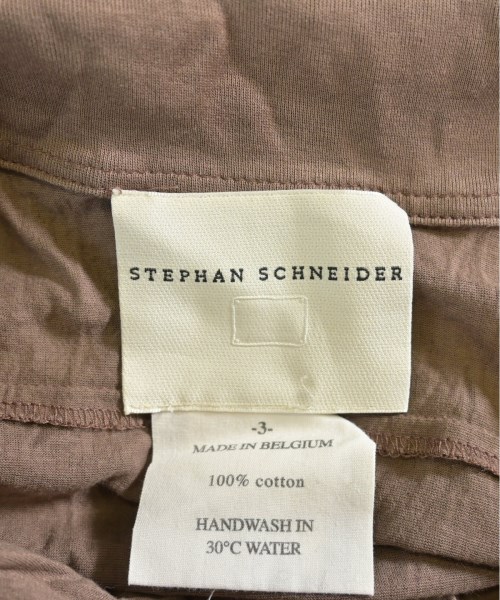 STEPHAN SCHNEIDER
-3-
MADE IN BELGIUM
100% cotton
HANDWASH IN
30°C WATER